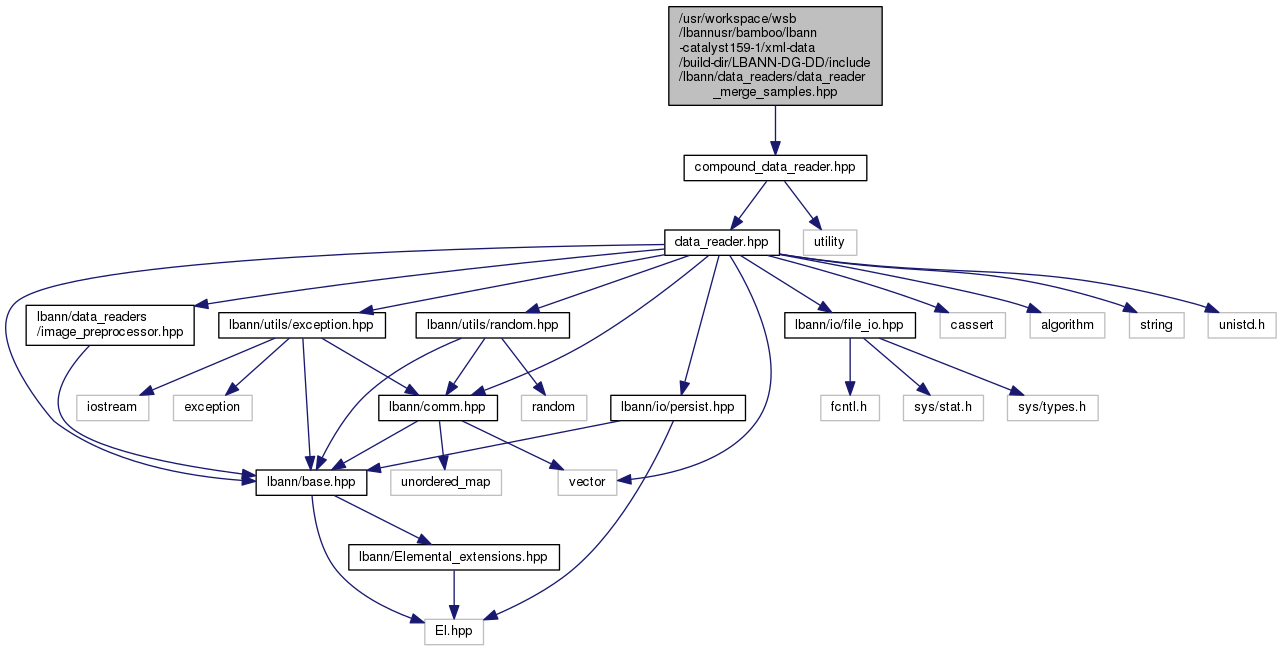 /usr/workspace/wsb
/lbannusr/bamboo/lbann
-catalyst159-1/xml-data
/build-dir/LBANN-DG-DD/include
/lbann/data_readers/data_reader
_merge_samples.hpp
compound_data_reader.hpp
data_reader.hpp
utility
lbann/data_readers
/image_preprocessor.hpp
lbann/utils/exception.hpp
lbann/utils/random.hpp
lbann/io/file_io.hpp
cassert
algorithm
string
unistd.h
iostream
exception
lbann/comm.hpp
random
lbann/io/persist.hpp
fcntl.h
sys/stat.h
sys/types.h
lbann/base.hpp
unordered_map
vector
lbann/Elemental_extensions.hpp
El.hpp